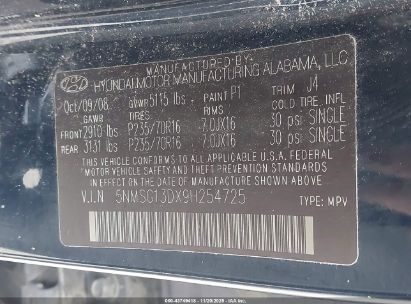 MANUFACTURED BY
HYUNDAI MOTOR MANUFACTURING ALABAMA, LLC
Oct/09/08 GVWR 5115 lbs PAINT P1 TRIM J4
GAWR TIRES RIMS COLD TIRE INFL
FRONT 2910 lbs P235/70R16 7.0JX16 30 psi SINGLE
REAR 3131 lbs P235/70R16 7.0JX16 30 psi SINGLE
THIS VEHICLE CONFORMS TO ALL APPLICABLE U.S.A. FEDERAL MOTOR
VEHICLE SAFETY AND THEFT PREVENTION STANDARDS IN EFFECT
ON THE DATE OF MANUFACTURE SHOWN ABOVE
V.I.N 5NMSG13DX9H254725
TYPE: MPV